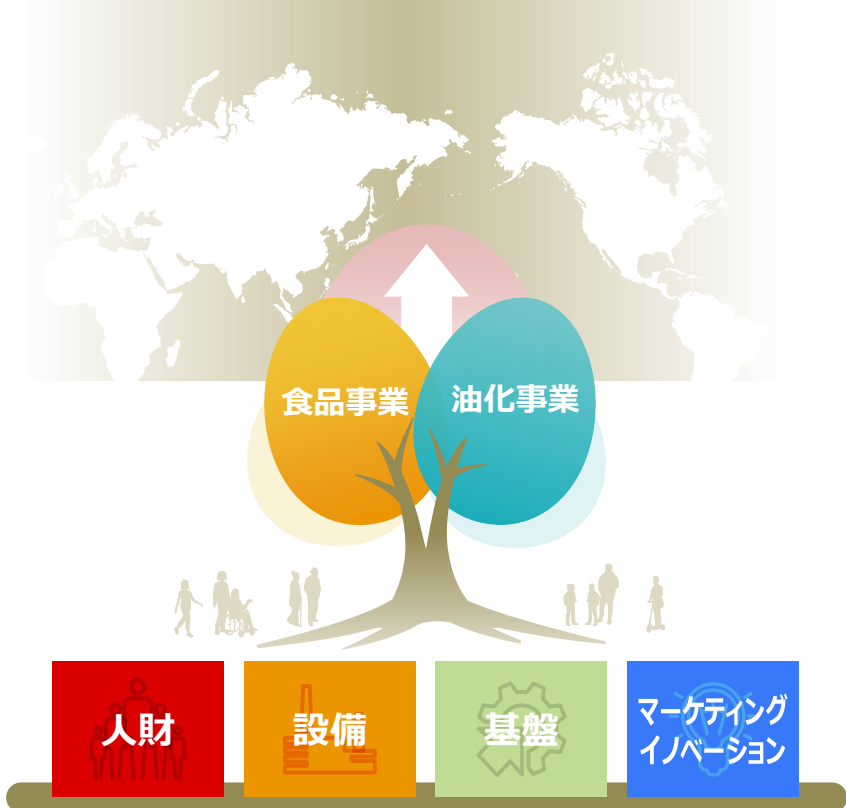 食品事業
油化事業
人財
設備
基盤
マーケティング
イノベーション